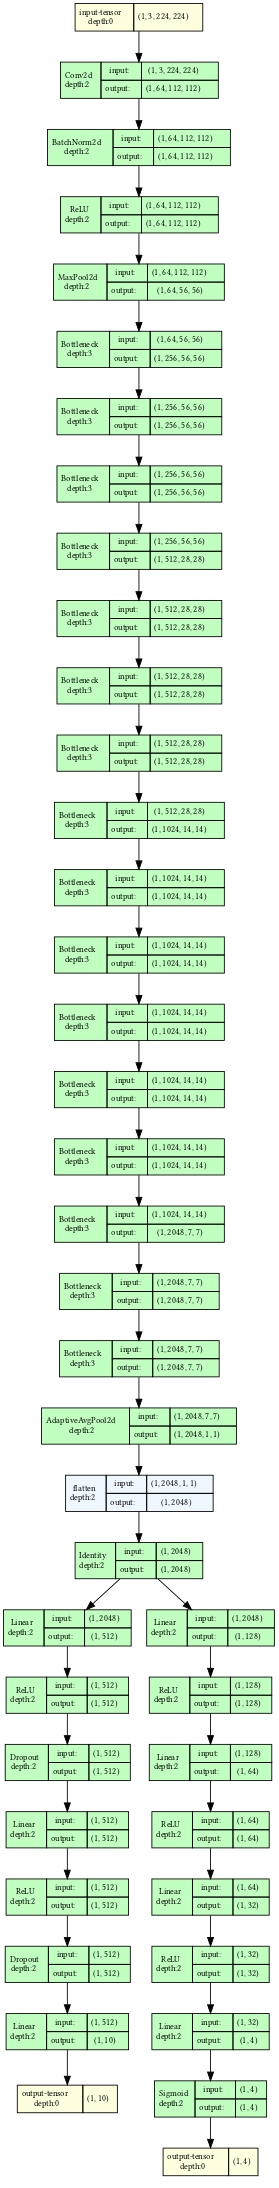 input-tensor
depth:0
(1, 3, 224, 224)
Conv2d
depth:2
input:
(1, 3, 224, 224)
output:
(1, 64, 112, 112)
BatchNorm2d
depth:2
input:
(1, 64, 112, 112)
output:
(1, 64, 112, 112)
ReLU
depth:2
input:
(1, 64, 112, 112)
output:
(1, 64, 112, 112)
MaxPool2d
depth:2
input:
(1, 64, 112, 112)
output:
(1, 64, 56, 56)
Bottleneck
depth:3
input:
(1, 64, 56, 56)
output:
(1, 256, 56, 56)
Bottleneck
depth:3
input:
(1, 256, 56, 56)
output:
(1, 256, 56, 56)
Bottleneck
depth:3
input:
(1, 256, 56, 56)
output:
(1, 256, 56, 56)
Bottleneck
depth:3
input:
(1, 256, 56, 56)
output:
(1, 512, 28, 28)
Bottleneck
depth:3
input:
(1, 512, 28, 28)
output:
(1, 512, 28, 28)
Bottleneck
depth:3
input:
(1, 512, 28, 28)
output:
(1, 512, 28, 28)
Bottleneck
depth:3
input:
(1, 512, 28, 28)
output:
(1, 512, 28, 28)
Bottleneck
depth:3
input:
(1, 512, 28, 28)
output:
(1, 1024, 14, 14)
Bottleneck
depth:3
input:
(1, 1024, 14, 14)
output:
(1, 1024, 14, 14)
Bottleneck
depth:3
input:
(1, 1024, 14, 14)
output:
(1, 1024, 14, 14)
Bottleneck
depth:3
input:
(1, 1024, 14, 14)
output:
(1, 1024, 14, 14)
Bottleneck
depth:3
input:
(1, 1024, 14, 14)
output:
(1, 1024, 14, 14)
Bottleneck
depth:3
input:
(1, 1024, 14, 14)
output:
(1, 1024, 14, 14)
Bottleneck
depth:3
input:
(1, 1024, 14, 14)
output:
(1, 2048, 7, 7)
Bottleneck
depth:3
input:
(1, 2048, 7, 7)
output:
(1, 2048, 7, 7)
Bottleneck
depth:3
input:
(1, 2048, 7, 7)
output:
(1, 2048, 7, 7)
AdaptiveAvgPool2d
depth:2
input:
(1, 2048, 7, 7)
output:
(1, 2048, 1, 1)
flatten
depth:2
input:
(1, 2048, 1, 1)
output:
(1, 2048)
Identity
depth:2
input:
(1, 2048)
output:
(1, 2048)
Linear
depth:2
input:
(1, 2048)
output:
(1, 512)
Linear
depth:2
input:
(1, 2048)
output:
(1, 128)
ReLU
depth:2
input:
(1, 512)
output:
(1, 512)
ReLU
depth:2
input:
(1, 128)
output:
(1, 128)
Dropout
depth:2
input:
(1, 512)
output:
(1, 512)
Linear
depth:2
input:
(1, 128)
output:
(1, 64)
Linear
depth:2
input:
(1, 512)
output:
(1, 512)
ReLU
depth:2
input:
(1, 64)
output:
(1, 64)
ReLU
depth:2
input:
(1, 512)
output:
(1, 512)
Linear
depth:2
input:
(1, 64)
output:
(1, 32)
Dropout
depth:2
input:
(1, 512)
output:
(1, 512)
ReLU
depth:2
input:
(1, 32)
output:
(1, 32)
Linear
depth:2
input:
(1, 512)
output:
(1, 10)
Linear
depth:2
input:
(1, 32)
output:
(1, 4)
output-tensor
depth:0
(1, 10)
Sigmoid
depth:2
input:
(1, 4)
output:
(1, 4)
output-tensor
depth:0
(1, 4)